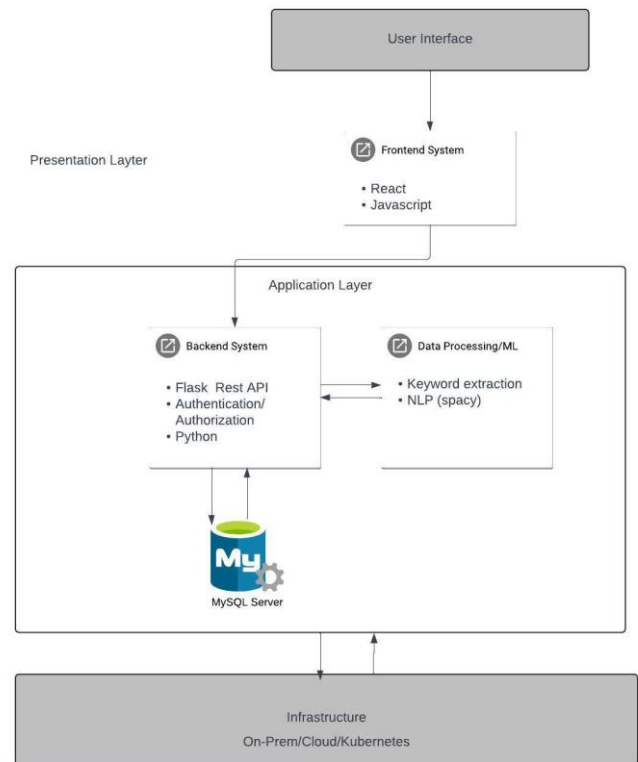 User Interface
Presentation Layter
Frontend System
• React
• Javascript
Application Layer
Backend System
• Flask Rest API
• Authentication/
Authorization
• Python
Data Processing/ML
• Keyword extraction
• NLP (spacy)
My
MySQL Server
Infrastructure
On-Prem/Cloud/Kubernetes